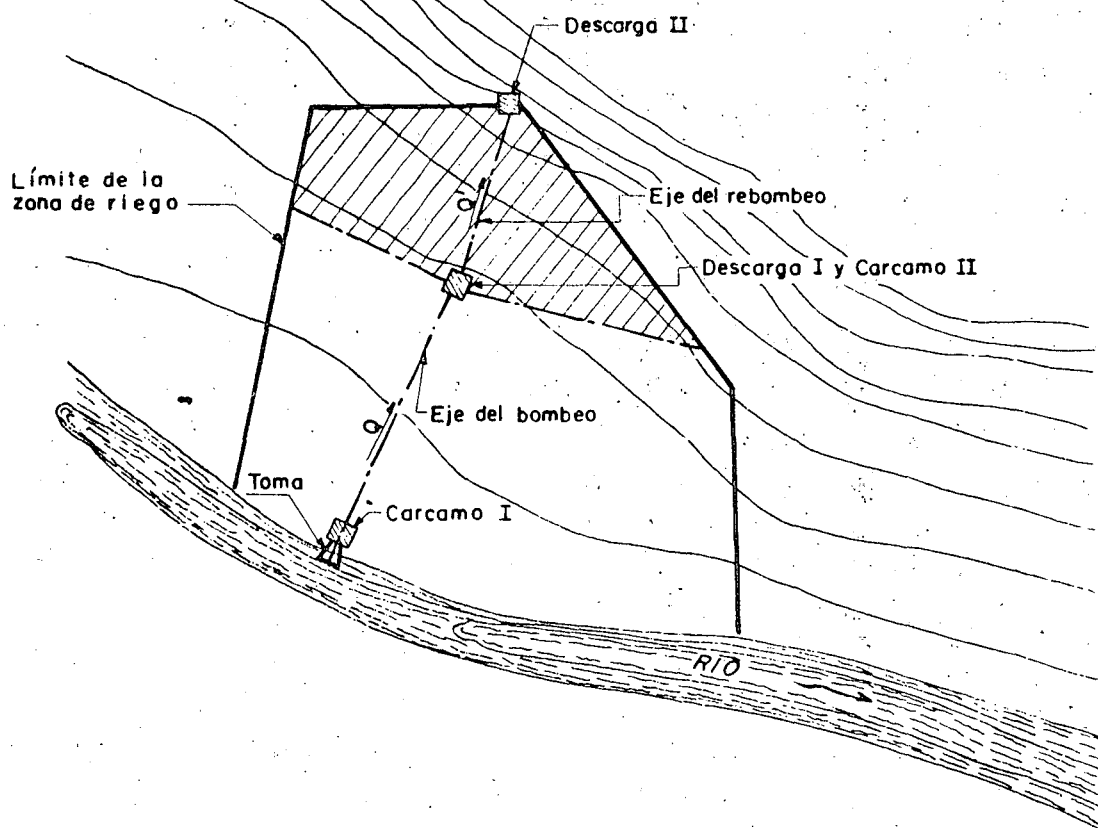 Descarga II
Límite de la
zona de riego
Q'
Eje del rebombeo
Descarga I y Carcamo II
Eje del bombeo
Q
Toma
Carcamo I
RIO